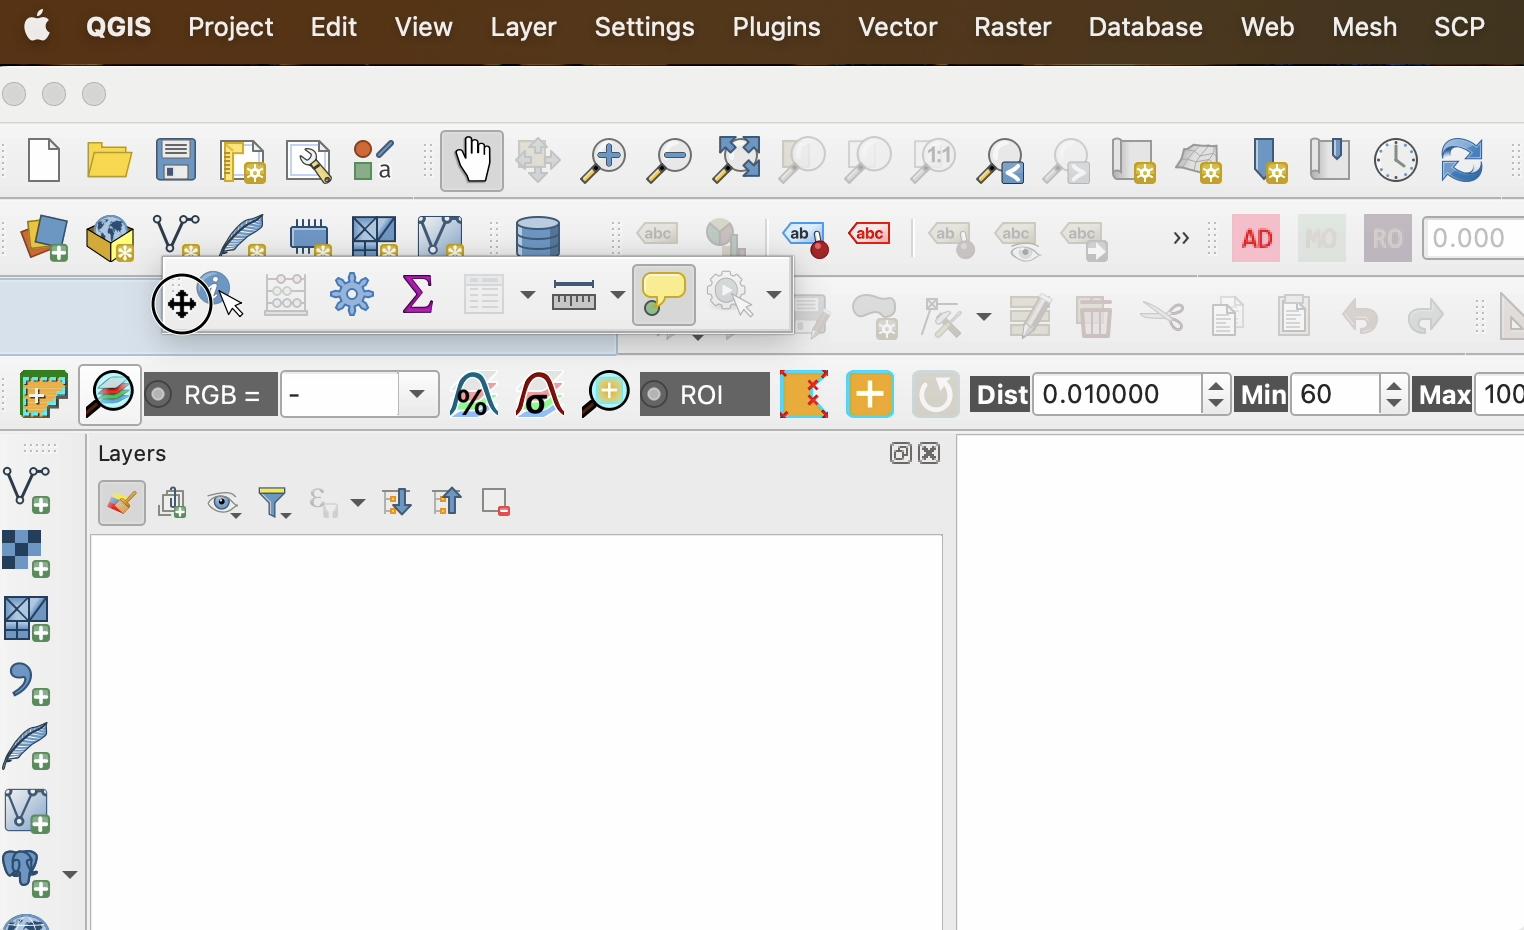 QGIS Project Edit View Layer Settings Plugins Vector Raster Database Web Mesh SCP
a 1:1
abc ab abc ab abc abc » AD MO RO 0.000
i Σ
RGB = - % σ ROI Dist 0.010000 Min 60 Max 100
Layers
ε